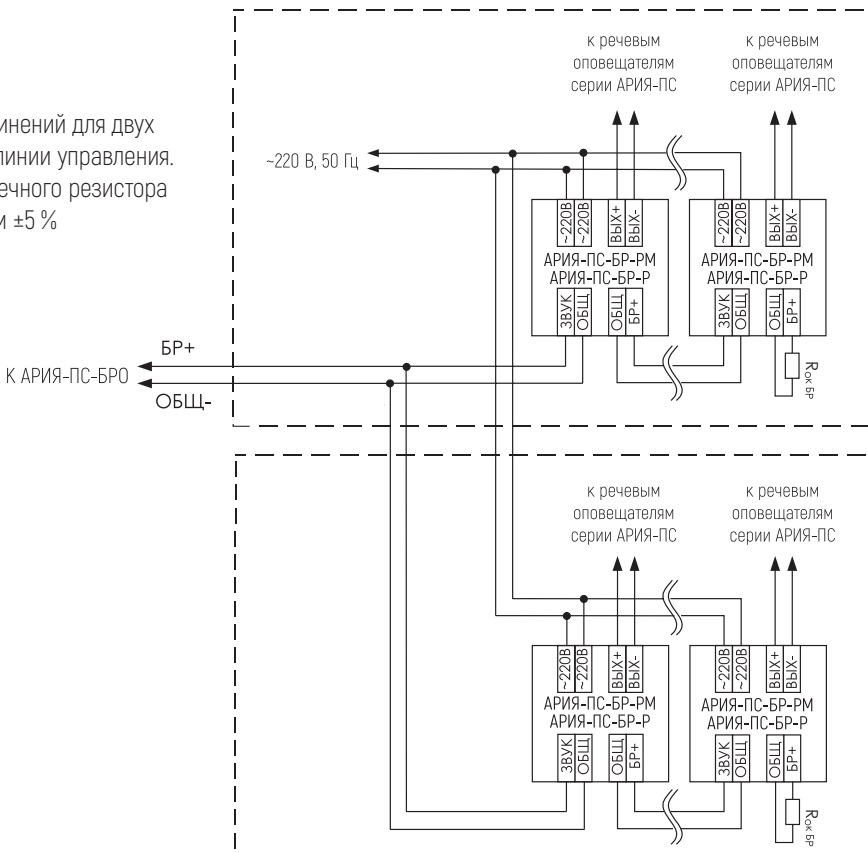 к речевым
оповещателям
серии АРИЯ-ПС
к речевым
оповещателям
серии АРИЯ-ПС
для двух
линии управления.
резистора
±5 %
~220 В, 50 Гц
~220В
~220В
ВЫХ+
ВЫХ-
АРИЯ-ПС-БР-РМ
АРИЯ-ПС-БР-Р
ЗВУК
ОБЩ
ОБЩ
БР+
~220В
~220В
ВЫХ+
ВЫХ-
АРИЯ-ПС-БР-РМ
АРИЯ-ПС-БР-Р
ЗВУК
ОБЩ
ОБЩ
БР+
Rок БР
БР+
К АРИЯ-ПС-БРО
ОБЩ-
к речевым
оповещателям
серии АРИЯ-ПС
к речевым
оповещателям
серии АРИЯ-ПС
~220В
~220В
ВЫХ+
ВЫХ-
АРИЯ-ПС-БР-РМ
АРИЯ-ПС-БР-Р
ЗВУК
ОБЩ
ОБЩ
БР+
~220В
~220В
ВЫХ+
ВЫХ-
АРИЯ-ПС-БР-РМ
АРИЯ-ПС-БР-Р
ЗВУК
ОБЩ
ОБЩ
БР+
Rок БР